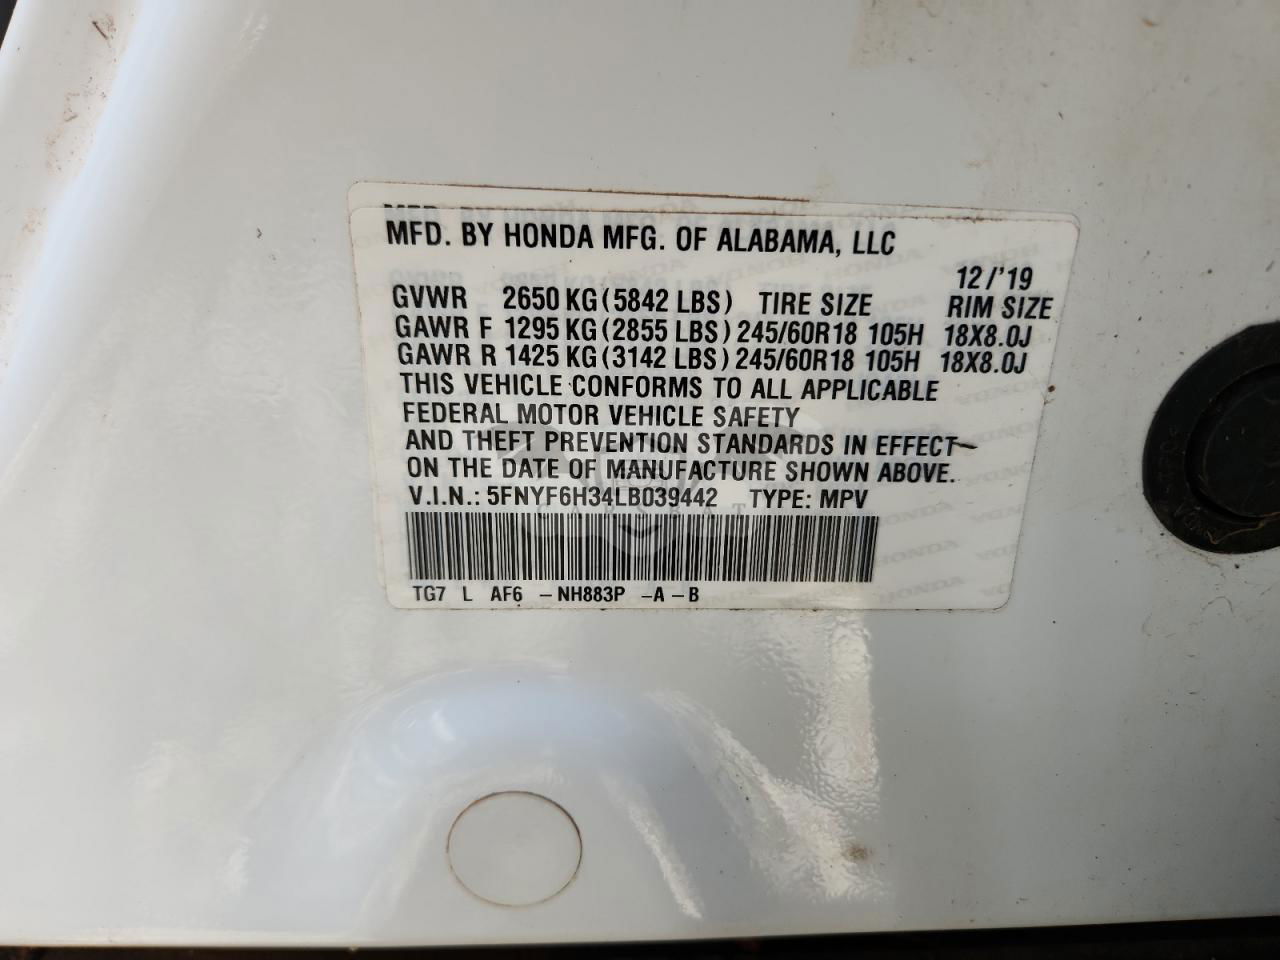 MFD. BY HONDA MFG. OF ALABAMA, LLC
12/'19
GVWR 2650 KG (5842 LBS) TIRE SIZE RIM SIZE
GAWR F 1295 KG (2855 LBS) 245/60R18 105H 18X8.0J
GAWR R 1425 KG (3142 LBS) 245/60R18 105H 18X8.0J
THIS VEHICLE CONFORMS TO ALL APPLICABLE
FEDERAL MOTOR VEHICLE SAFETY
AND THEFT PREVENTION STANDARDS IN EFFECT
ON THE DATE OF MANUFACTURE SHOWN ABOVE.
V.I.N.: 5FNYF6H34LB039442 TYPE: MPV
TG7 L AF6 - NH883P - A - B